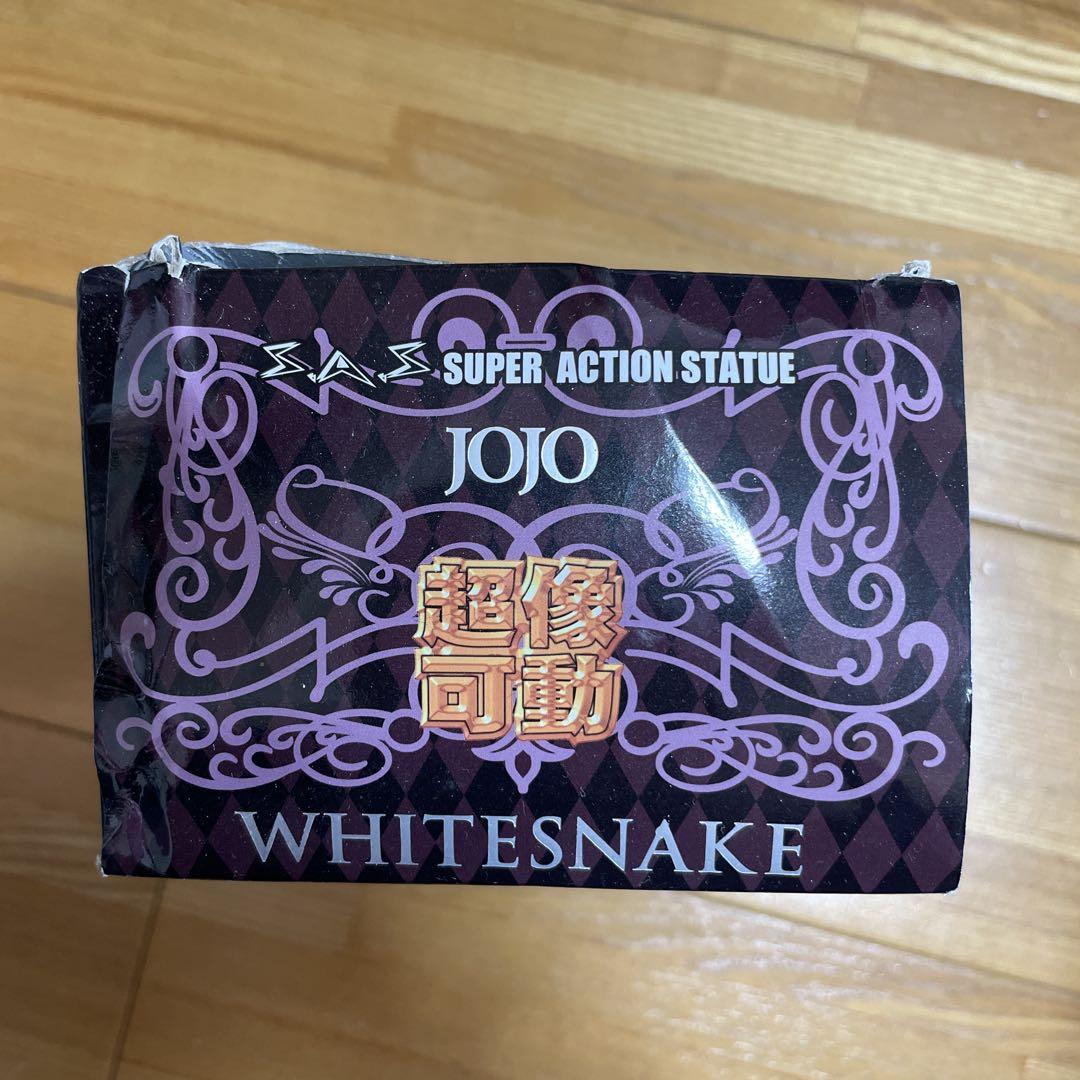 S.A.S SUPER ACTION STATUE
JOJO
超像
可動
WHITESNAKE